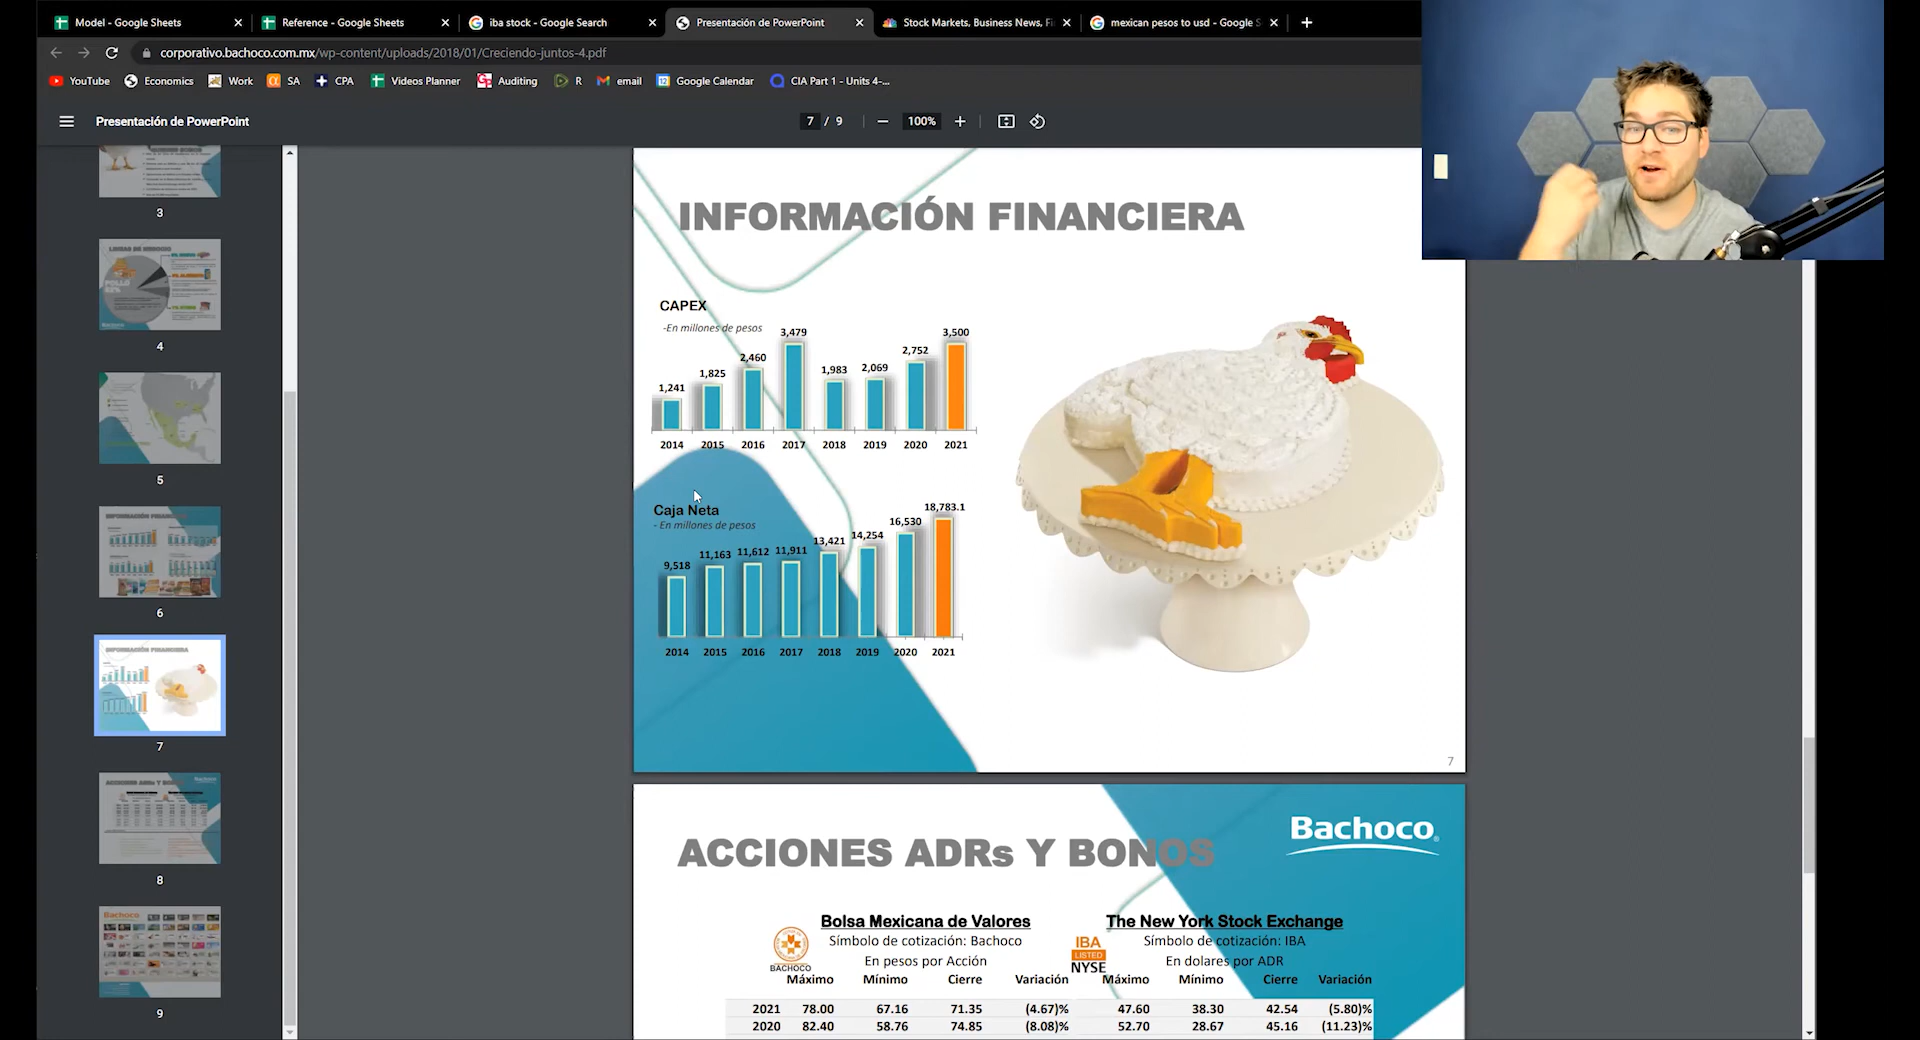 Model - Google Sheets
Reference - Google Sheets
iba stock - Google Search
Presentación de PowerPoint
Stock Markets, Business News, Fi
mexican pesos to usd - Google S
corporativo.bachoco.com.mx/wp-content/uploads/2018/01/Creciendo-juntos-4.pdf
YouTube
Economics
Work
SA
CPA
Videos Planner
Auditing
R
email
Google Calendar
CIA Part 1 - Units 4-...
Presentación de PowerPoint
7 / 9
100%
3
4
5
6
7
8
9
INFORMACIÓN FINANCIERA
CAPEX
-En millones de pesos
1,241 1,825 2,460 3,479 1,983 2,069 2,752 3,500
2014 2015 2016 2017 2018 2019 2020 2021
Caja Neta
- En millones de pesos
9,518 11,163 11,612 11,911 13,421 14,254 16,530 18,783.1
2014 2015 2016 2017 2018 2019 2020 2021
7
Bachoco
ACCIONES ADRs Y BONOS
Bolsa Mexicana de Valores
Símbolo de cotización: Bachoco
En pesos por Acción
BACHOCO
The New York Stock Exchange
Símbolo de cotización: IBA
En dolares por ADR
IBA
LISTED
NYSE
Máximo Mínimo Cierre Variación Máximo Mínimo Cierre Variación
2021 78.00 67.16 71.35 (4.67)% 47.60 38.30 42.54 (5.80)%
2020 82.40 58.76 74.85 (8.08)% 52.70 28.67 45.16 (11.23)%